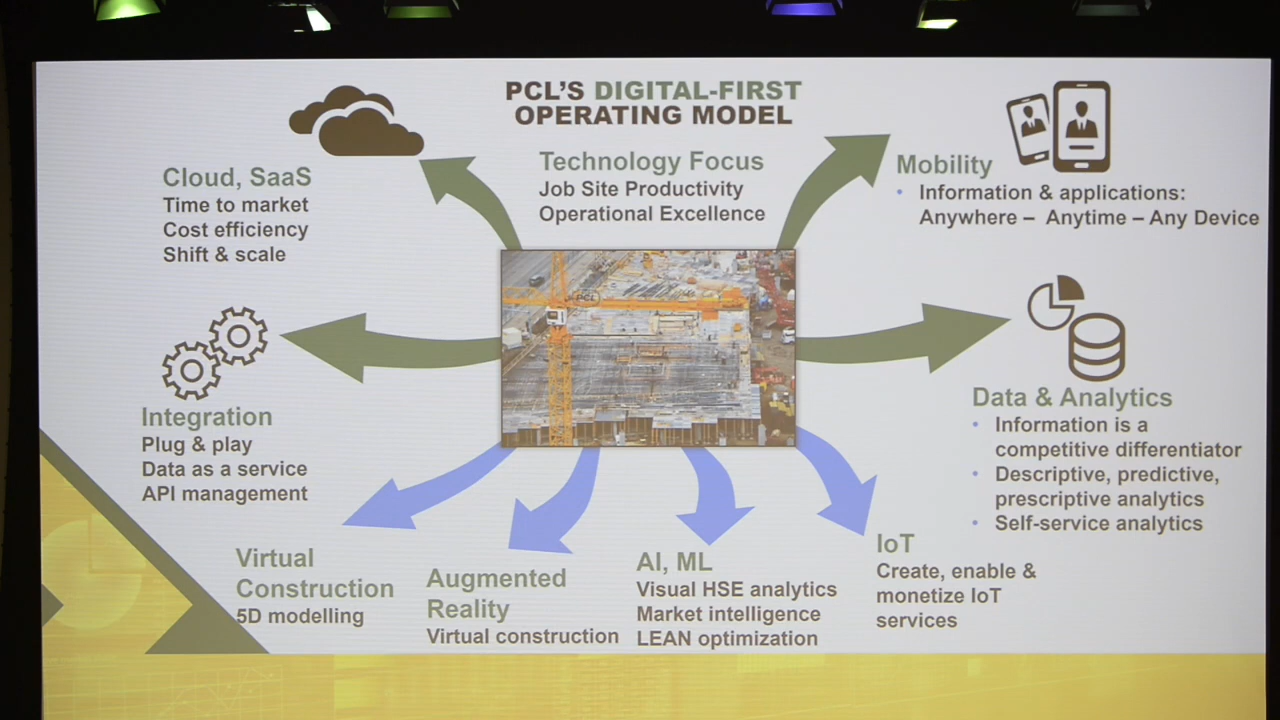 PCL'S DIGITAL-FIRST
OPERATING MODEL
Technology Focus
Job Site Productivity
Operational Excellence
Cloud, SaaS
Time to market
Cost efficiency
Shift & scale
Mobility
• Information & applications:
Anywhere – Anytime – Any Device
PCL
Integration
Plug & play
Data as a service
API management
Data & Analytics
• Information is a
competitive differentiator
• Descriptive, predictive,
prescriptive analytics
• Self-service analytics
Virtual
Construction
5D modelling
Augmented
Reality
Virtual construction
AI, ML
Visual HSE analytics
Market intelligence
LEAN optimization
IoT
Create, enable &
monetize IoT
services